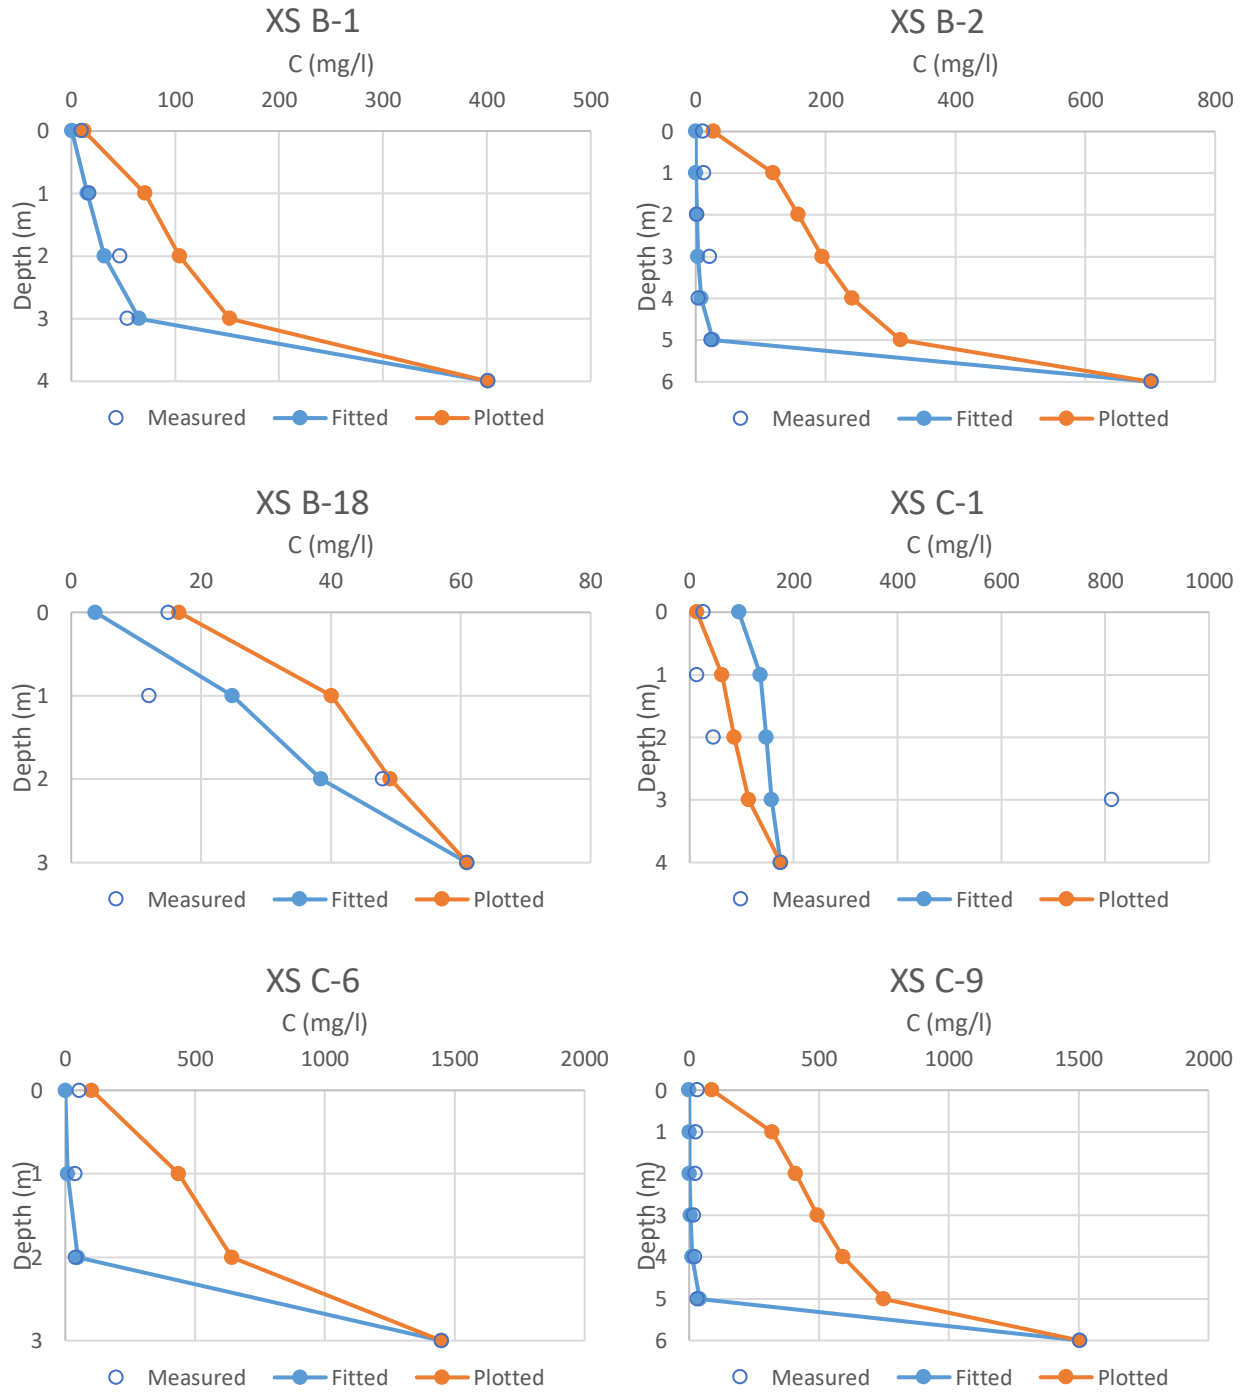 XS B-1
C (mg/l)
0 100 200 300 400 500
Depth (m)
0
1
2
3
4
Measured Fitted Plotted
XS B-2
C (mg/l)
0 200 400 600 800
Depth (m)
0
1
2
3
4
5
6
Measured Fitted Plotted
XS B-18
C (mg/l)
0 20 40 60 80
Depth (m)
0
1
2
3
Measured Fitted Plotted
XS C-1
C (mg/l)
0 200 400 600 800 1000
Depth (m)
0
1
2
3
4
Measured Fitted Plotted
XS C-6
C (mg/l)
0 500 1000 1500 2000
Depth (m)
0
1
2
3
Measured Fitted Plotted
XS C-9
C (mg/l)
0 500 1000 1500 2000
Depth (m)
0
1
2
3
4
5
6
Measured Fitted Plotted